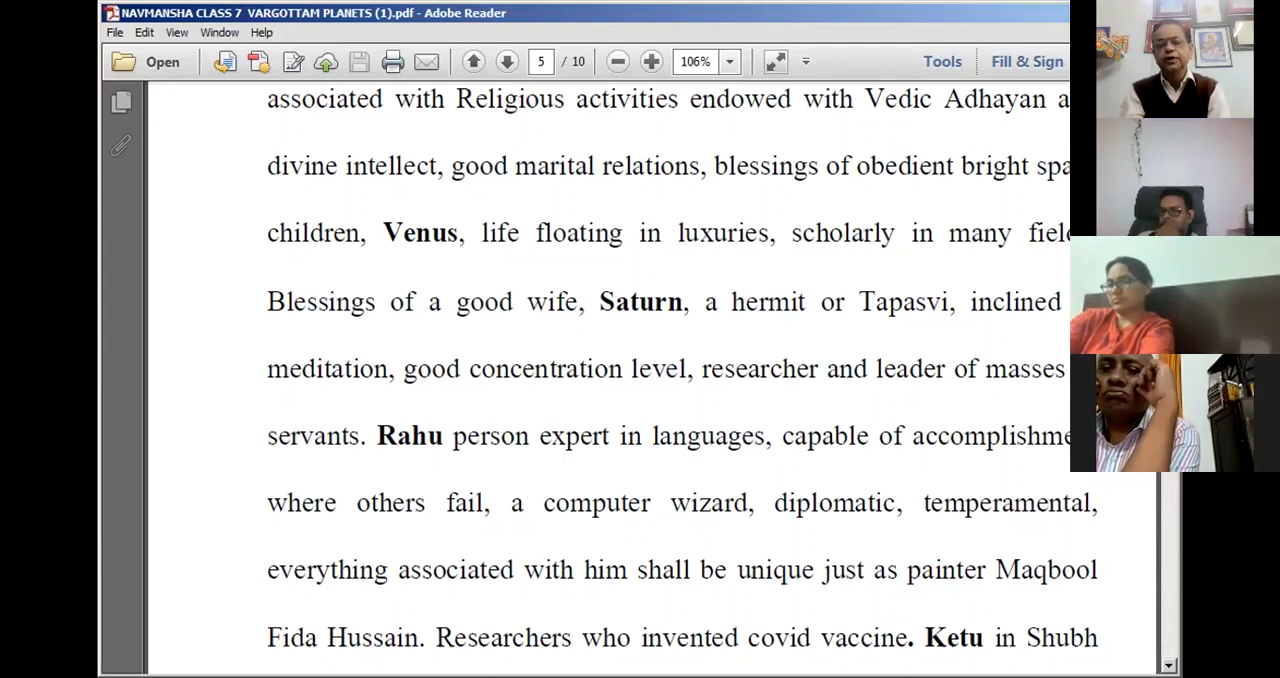 NAVMANSHA CLASS 7 VARGOTTAM PLANETS (1).pdf - Adobe Reader
File Edit View Window Help
Open 5 / 10 106% Tools Fill & Sign
associated with Religious activities endowed with Vedic Adhayan
divine intellect, good marital relations, blessings of obedient bright
children, Venus, life floating in luxuries, scholarly in many
Blessings of a good wife, Saturn, a hermit or Tapasvi, inclined
meditation, good concentration level, researcher and leader of masses
servants. Rahu person expert in languages, capable of
where others fail, a computer wizard, diplomatic, temperamental,
everything associated with him shall be unique just as painter Maqbool
Fida Hussain. Researchers who invented covid vaccine. Ketu in Shubh